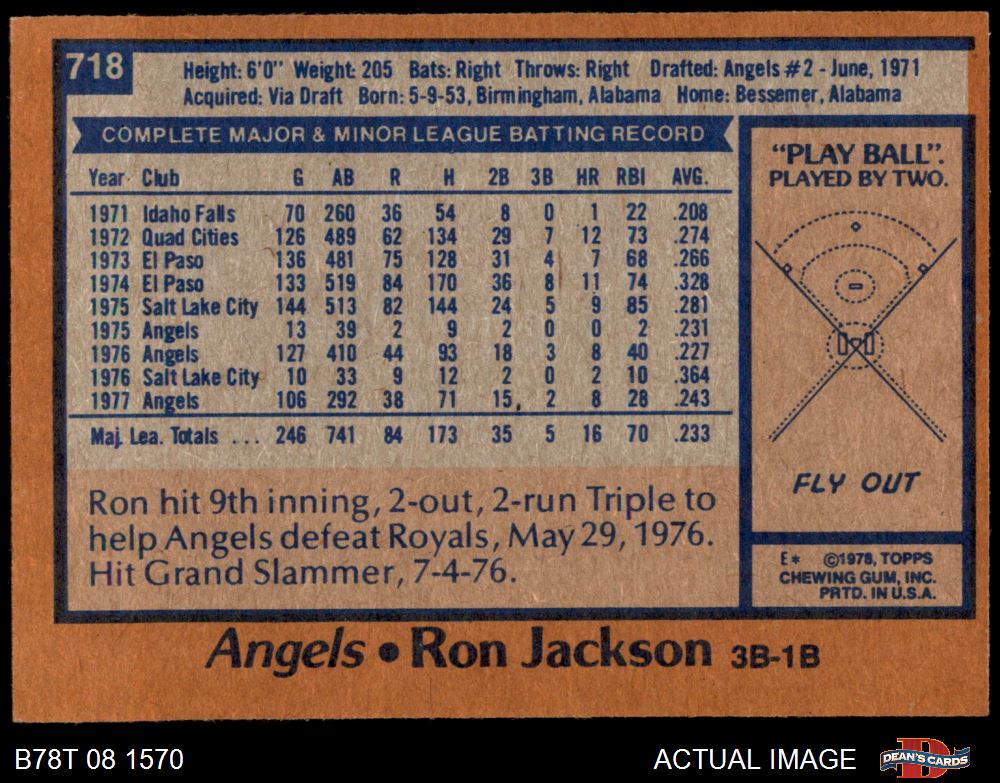 718
Height: 6'0" Weight: 205 Bats: Right Throws: Right Drafted: Angels #2 - June, 1971
Acquired: Via Draft Born: 5-9-53, Birmingham, Alabama Home: Bessemer, Alabama
COMPLETE MAJOR & MINOR LEAGUE BATTING RECORD
Year Club G AB R H 2B 3B HR RBI AVG.
1971 Idaho Falls 70 260 36 54 8 0 1 22 .208
1972 Quad Cities 126 489 62 134 29 7 12 73 .274
1973 El Paso 136 481 75 128 31 4 7 68 .266
1974 El Paso 133 519 84 170 36 8 11 74 .328
1975 Salt Lake City 144 513 82 144 24 5 9 85 .281
1975 Angels 13 39 2 9 2 0 0 2 .231
1976 Angels 127 410 44 93 18 3 8 40 .227
1976 Salt Lake City 10 33 9 12 2 0 2 10 .364
1977 Angels 106 292 38 71 15 2 8 28 .243
Maj. Lea. Totals ... 246 741 84 173 35 5 16 70 .233
Ron hit 9th inning, 2-out, 2-run Triple to
help Angels defeat Royals, May 29, 1976.
Hit Grand Slammer, 7-4-76.
"PLAY BALL".
PLAYED BY TWO.
FLY OUT
E* ©1978, TOPPS
CHEWING GUM, INC.
PRTD. IN U.S.A.
Angels • Ron Jackson 3B-1B
B78T 08 1570
ACTUAL IMAGE
DEAN'S CARDS